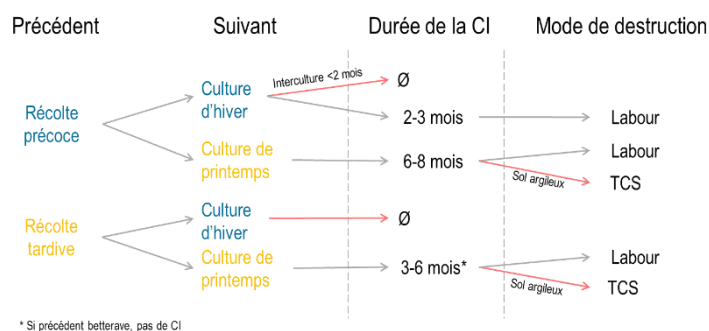 Précédent Suivant Durée de la CI Mode de destruction
Interculture <2 mois
Ø
Culture
d'hiver
2-3 mois Labour
Récolte
précoce
Culture de
printemps
6-8 mois
Labour
Sol argileux
TCS
Culture
d'hiver
Ø
Récolte
tardive
Culture de
printemps
3-6 mois*
Labour
Sol argileux
TCS
* Si précédent betterave, pas de CI